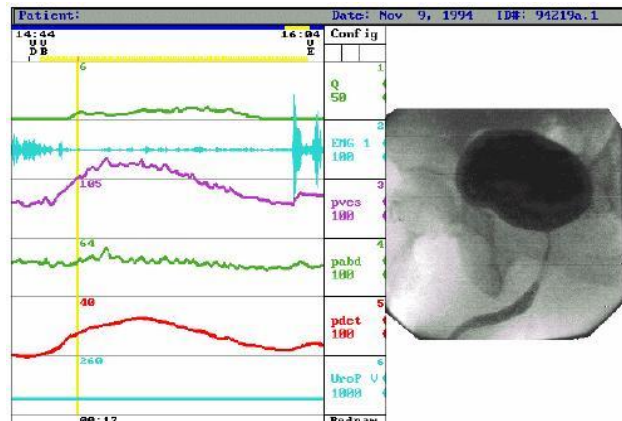 Patient: Date: Nov 9, 1994 ID#: 94219a.1
14:44 16:04 Config
U U U
D B E
6 1
Q
50
2
EMG 1
100
105 3
pves
100
64 4
pabd
100
40 5
pdet
100
260 6
UroP V
1000
00:17 Redraw